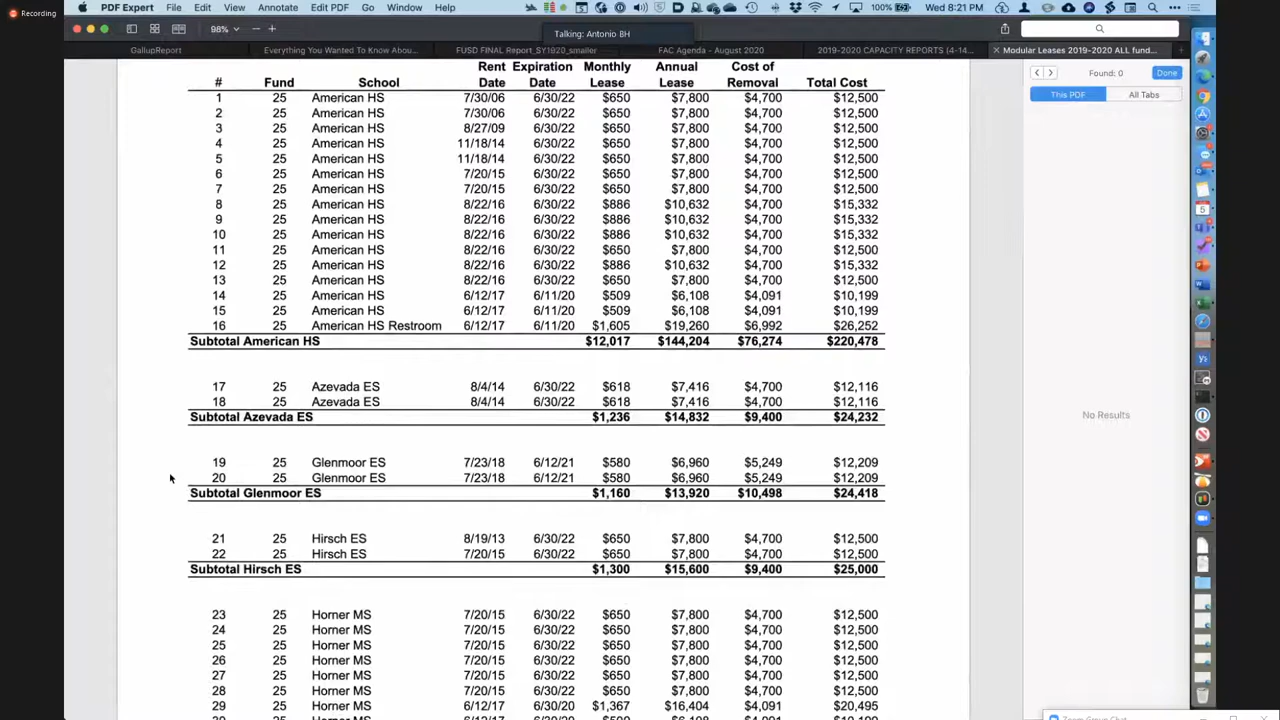 Recording
PDF Expert File Edit View Annotate Edit PDF Go Window Help 100% Wed 8:21 PM
Talking: Antonio BH
98%
GallupReport Everything You Wanted To Know Abou... FUSD FINAL Report_SY1920_smaller FAC Agenda - August 2020 2019-2020 CAPACITY REPORTS (4-14... Modular Leases 2019-2020 ALL fund...
Found: 0 Done
This PDF All Tabs
No Results
Rent Expiration Monthly Annual Cost of
# Fund School Date Date Lease Lease Removal Total Cost
1 25 American HS 7/30/06 6/30/22 $650 $7,800 $4,700 $12,500
2 25 American HS 7/30/06 6/30/22 $650 $7,800 $4,700 $12,500
3 25 American HS 8/27/09 6/30/22 $650 $7,800 $4,700 $12,500
4 25 American HS 11/18/14 6/30/22 $650 $7,800 $4,700 $12,500
5 25 American HS 11/18/14 6/30/22 $650 $7,800 $4,700 $12,500
6 25 American HS 7/20/15 6/30/22 $650 $7,800 $4,700 $12,500
7 25 American HS 7/20/15 6/30/22 $650 $7,800 $4,700 $12,500
8 25 American HS 8/22/16 6/30/22 $886 $10,632 $4,700 $15,332
9 25 American HS 8/22/16 6/30/22 $886 $10,632 $4,700 $15,332
10 25 American HS 8/22/16 6/30/22 $886 $10,632 $4,700 $15,332
11 25 American HS 8/22/16 6/30/22 $650 $7,800 $4,700 $12,500
12 25 American HS 8/22/16 6/30/22 $886 $10,632 $4,700 $15,332
13 25 American HS 8/22/16 6/30/22 $650 $7,800 $4,700 $12,500
14 25 American HS 6/12/17 6/11/20 $509 $6,108 $4,091 $10,199
15 25 American HS 6/12/17 6/11/20 $509 $6,108 $4,091 $10,199
16 25 American HS Restroom 6/12/17 6/11/20 $1,605 $19,260 $6,992 $26,252
Subtotal American HS $12,017 $144,204 $76,274 $220,478
17 25 Azevada ES 8/4/14 6/30/22 $618 $7,416 $4,700 $12,116
18 25 Azevada ES 8/4/14 6/30/22 $618 $7,416 $4,700 $12,116
Subtotal Azevada ES $1,236 $14,832 $9,400 $24,232
19 25 Glenmoor ES 7/23/18 6/12/21 $580 $6,960 $5,249 $12,209
20 25 Glenmoor ES 7/23/18 6/12/21 $580 $6,960 $5,249 $12,209
Subtotal Glenmoor ES $1,160 $13,920 $10,498 $24,418
21 25 Hirsch ES 8/19/13 6/30/22 $650 $7,800 $4,700 $12,500
22 25 Hirsch ES 7/20/15 6/30/22 $650 $7,800 $4,700 $12,500
Subtotal Hirsch ES $1,300 $15,600 $9,400 $25,000
23 25 Horner MS 7/20/15 6/30/22 $650 $7,800 $4,700 $12,500
24 25 Horner MS 7/20/15 6/30/22 $650 $7,800 $4,700 $12,500
25 25 Horner MS 7/20/15 6/30/22 $650 $7,800 $4,700 $12,500
26 25 Horner MS 7/20/15 6/30/22 $650 $7,800 $4,700 $12,500
27 25 Horner MS 7/20/15 6/30/22 $650 $7,800 $4,700 $12,500
28 25 Horner MS 7/20/15 6/30/22 $650 $7,800 $4,700 $12,500
29 25 Horner MS 6/12/17 6/11/20 $1,367 $16,404 $4,091 $20,495
Zoom Group Chat